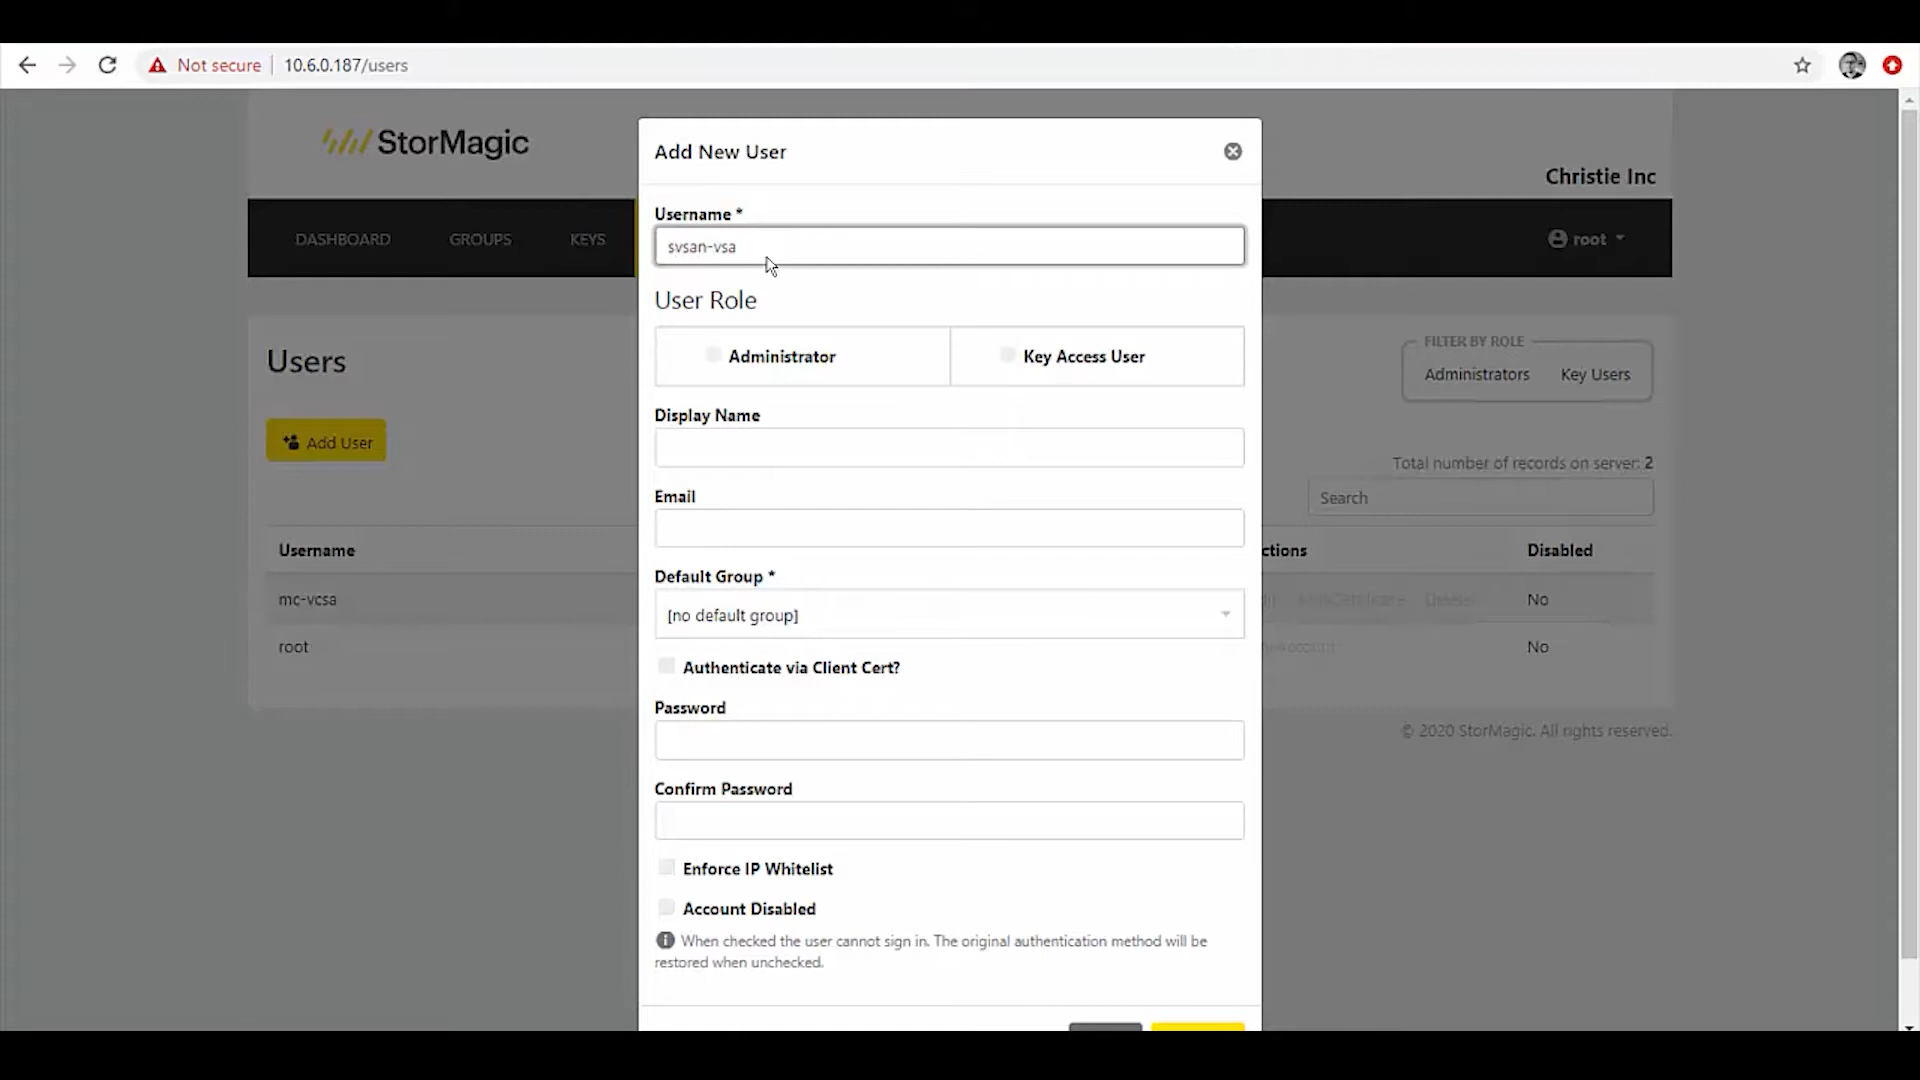 Not secure
10.6.0.187/users
StorMagic
Christie Inc
DASHBOARD
GROUPS
KEYS
root
Users
Add User
FILTER BY ROLE
Administrators
Key Users
Total number of records on server: 2
Search
Username
ctions
Disabled
mc-vcsa
No
root
No
© 2020 StorMagic. All rights reserved.
Add New User
Username *
svsan-vsa
User Role
Administrator
Key Access User
Display Name
Email
Default Group *
[no default group]
Authenticate via Client Cert?
Password
Confirm Password
Enforce IP Whitelist
Account Disabled
When checked the user cannot sign in. The original authentication method will be
restored when unchecked.